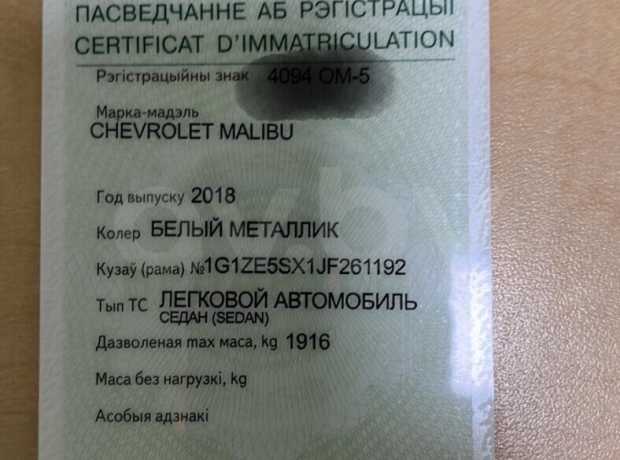 ПАСВЕДЧАННЕ АБ РЭГІСТРАЦЫІ
CERTIFICAT D'IMMATRICULATION
Рэгістрацыйны знак 4094 OM-5
Марка-мадэль
CHEVROLET MALIBU
Год выпуску 2018
Колер БЕЛЫЙ МЕТАЛЛИК
Кузаў (рама) №1G1ZE5SX1JF261192
Тып ТС ЛЕГКОВОЙ АВТОМОБИЛЬ
СЕДАН (SEDAN)
Дазволеная max маса, kg 1916
Маса без нагрузкі, kg
Асобыя адзнакі